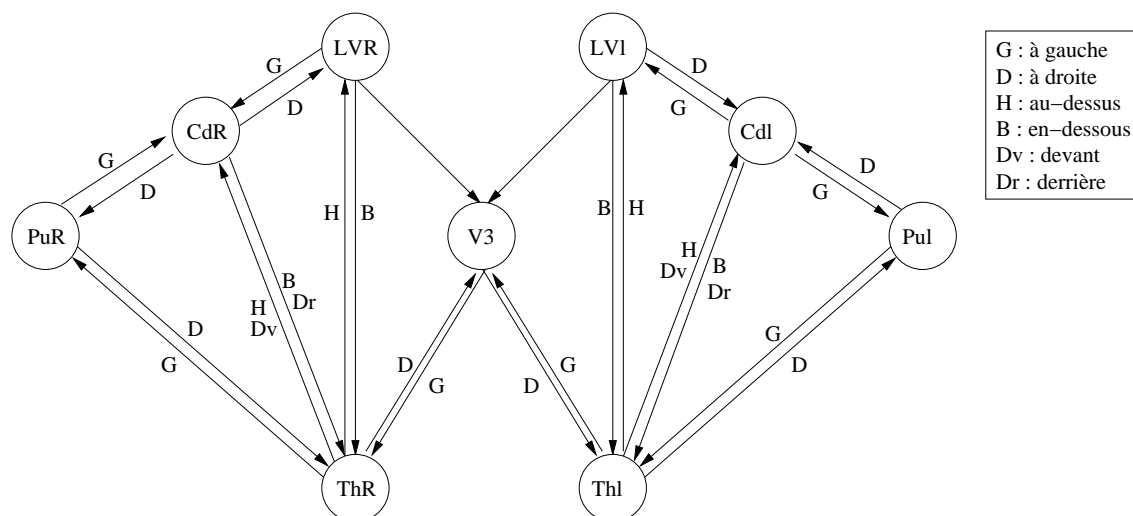 LVR
LVl
G : à gauche
D : à droite
H : au−dessus
B : en−dessous
Dv : devant
Dr : derrière
G
D
D
G
CdR
Cdl
G
D
D
G
H
B
B
H
PuR
V3
Pul
B
Dr
H
Dv
H
Dv
B
Dr
D
G
D
G
G
D
G
D
ThR
Thl